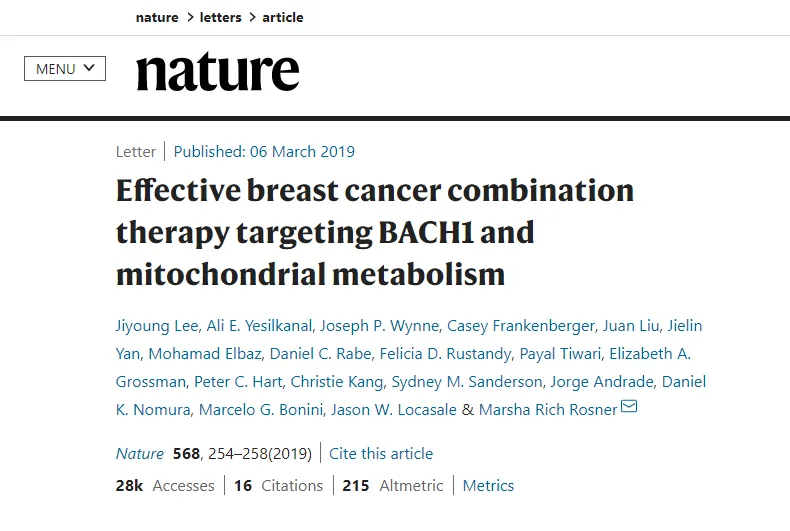 nature > letters > article
MENU
nature
Letter | Published: 06 March 2019
Effective breast cancer combination
therapy targeting BACH1 and
mitochondrial metabolism
Jiyoung Lee, Ali E. Yesilkanal, Joseph P. Wynne, Casey Frankenberger, Juan Liu, Jielin
Yan, Mohamad Elbaz, Daniel C. Rabe, Felicia D. Rustandy, Payal Tiwari, Elizabeth A.
Grossman, Peter C. Hart, Christie Kang, Sydney M. Sanderson, Jorge Andrade, Daniel
K. Nomura, Marcelo G. Bonini, Jason W. Locasale & Marsha Rich Rosner
Nature 568, 254–258(2019) | Cite this article
28k Accesses | 16 Citations | 215 Altmetric | Metrics